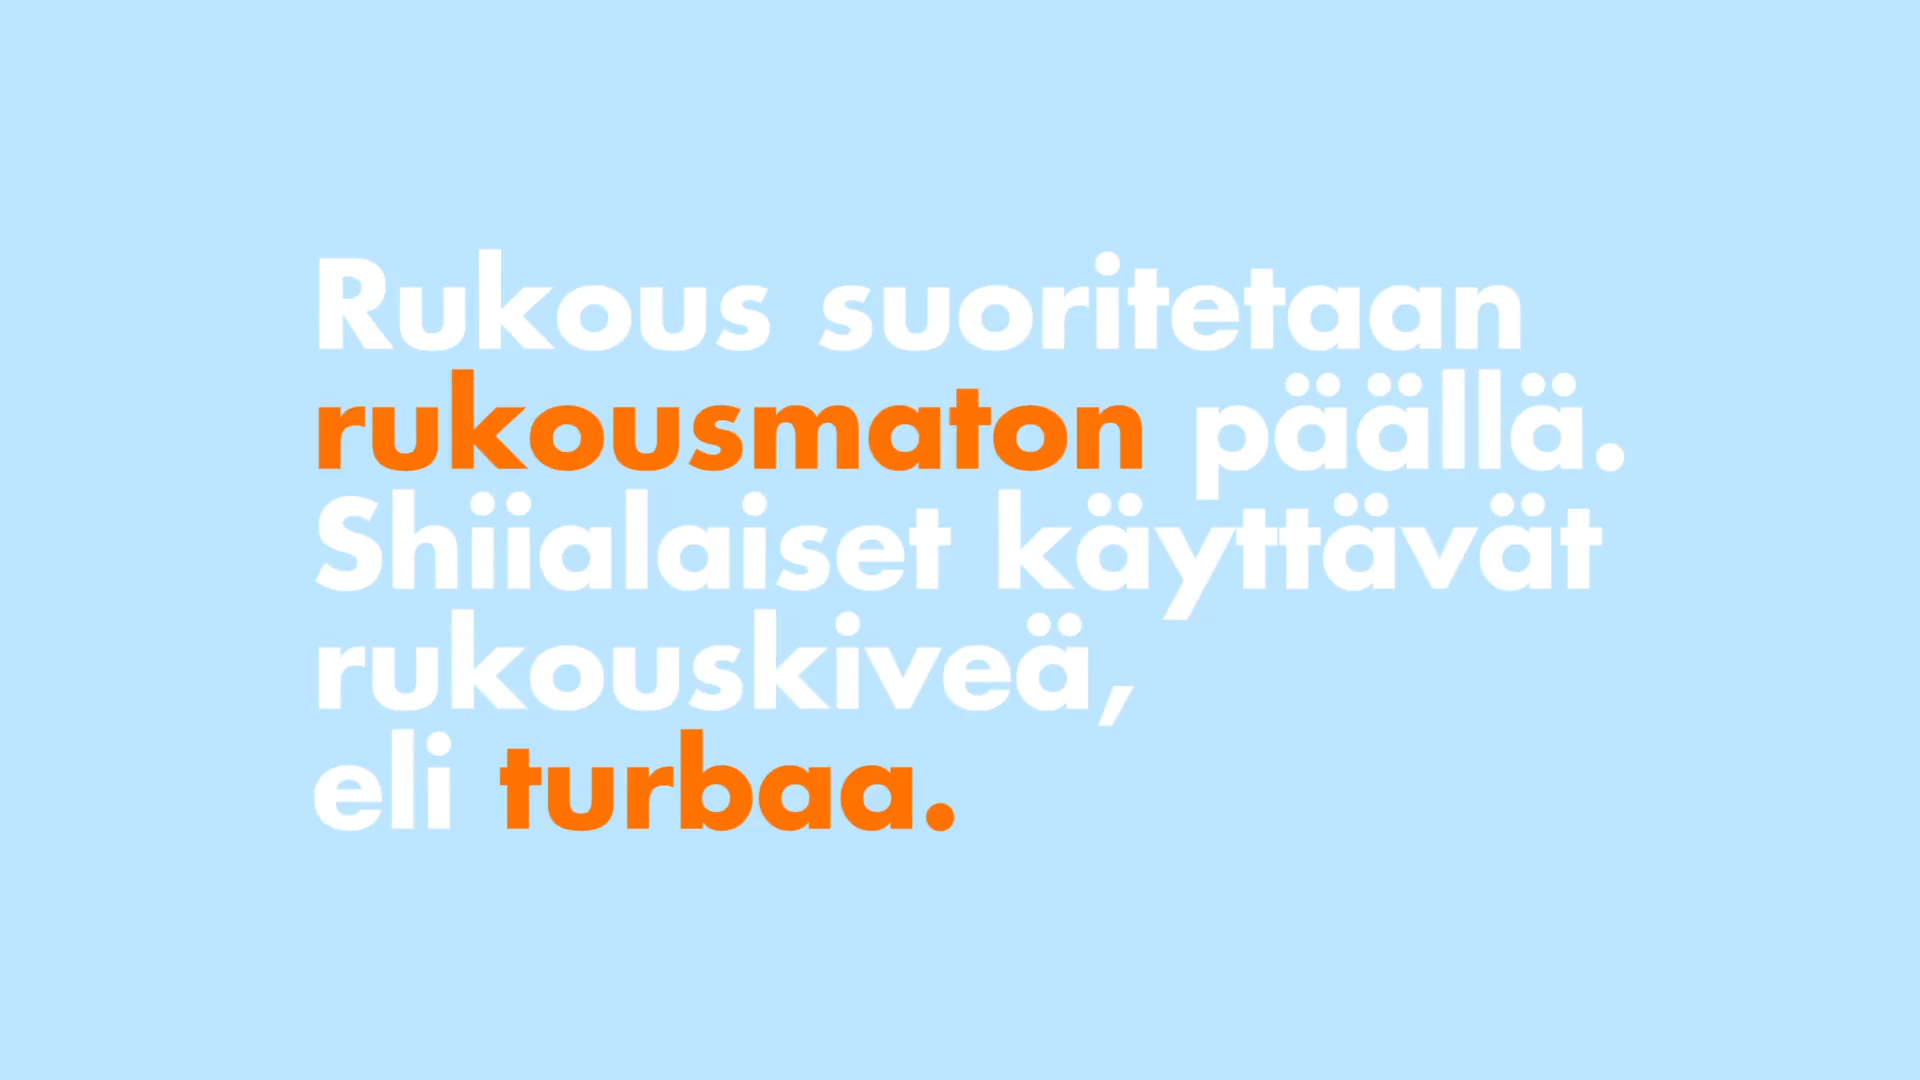 Rukous suoritetaan
rukousmaton päällä.
Shiialaiset käyttävät
rukouskiveä,
eli turbaa.